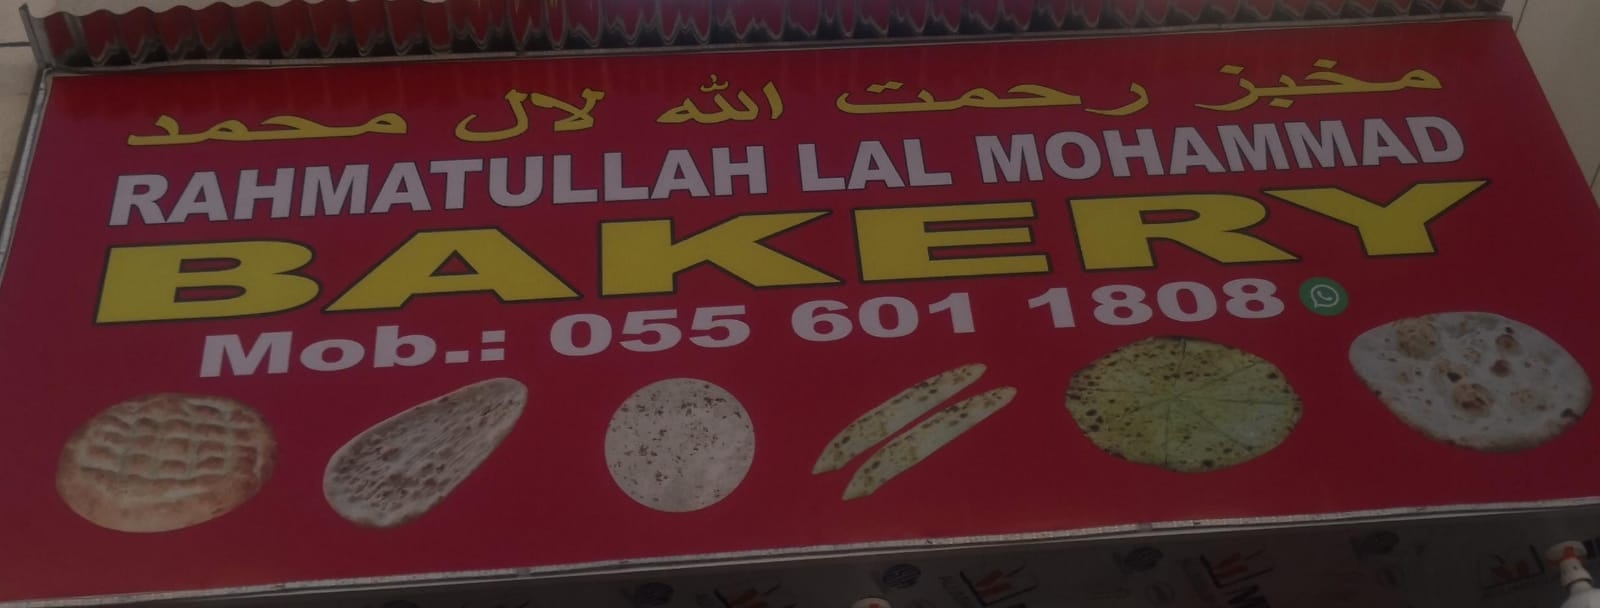 مخبز رحمت الله لال محمد
RAHMATULLAH LAL MOHAMMAD
BAKERY
Mob.: 055 601 1808